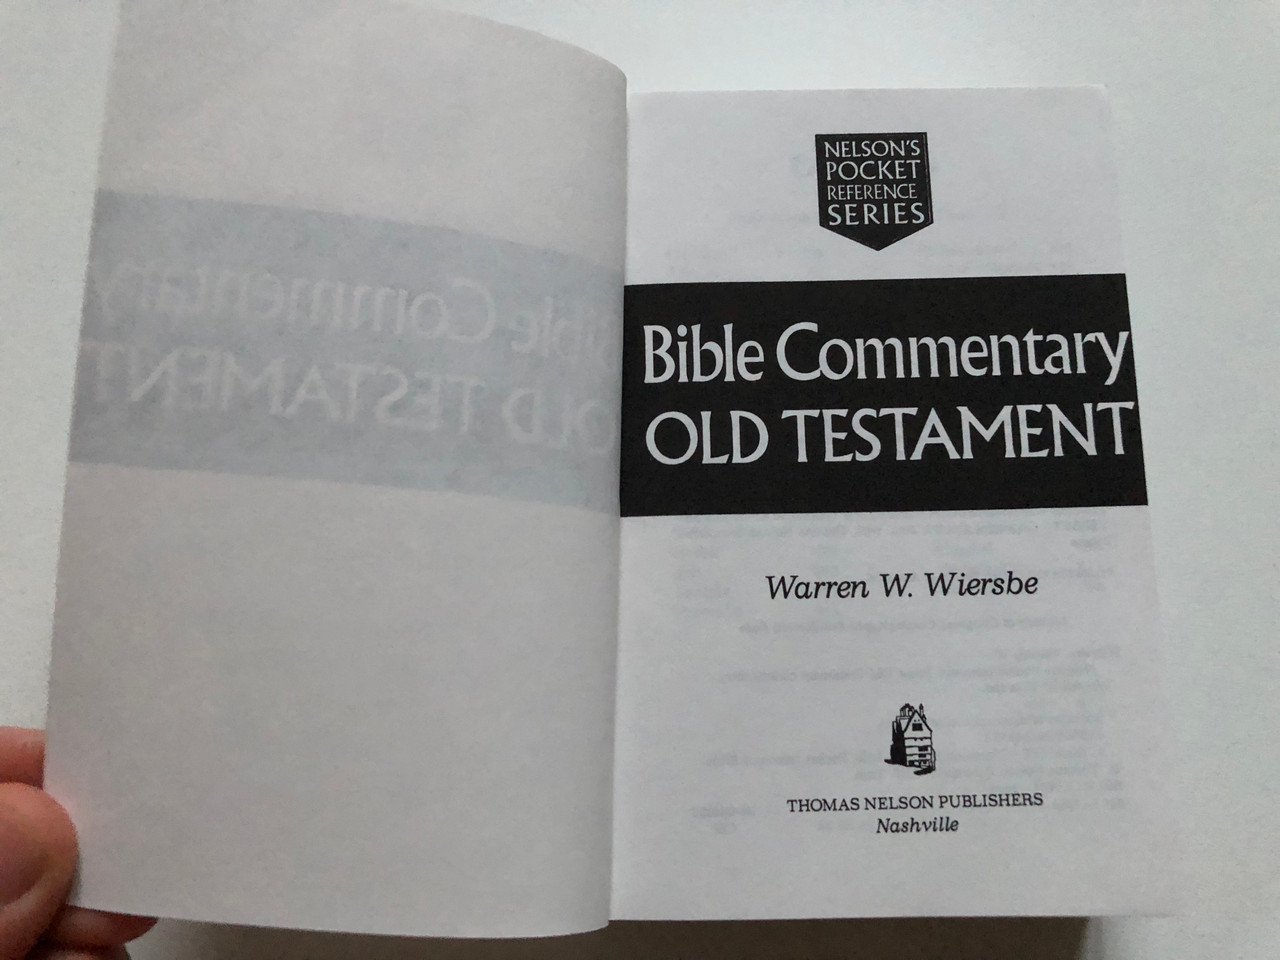 NELSON'S
POCKET
REFERENCE
SERIES
Bible Commentary
OLD TESTAMENT
Warren W. Wiersbe
THOMAS NELSON PUBLISHERS
Nashville